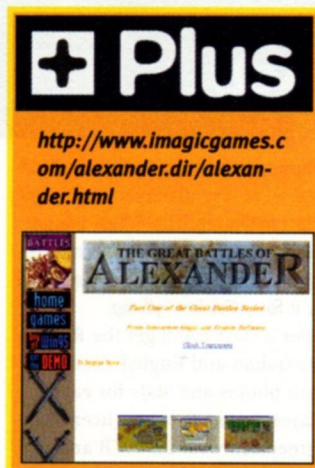 Plus
http://www.imagicgames.c
om/alexander.dir/alexan-
der.html
BATTLES
THE GREAT BATTLES OF
ALEXANDER
Part One of the Great Battles Series
home
games
Win95
DEMO